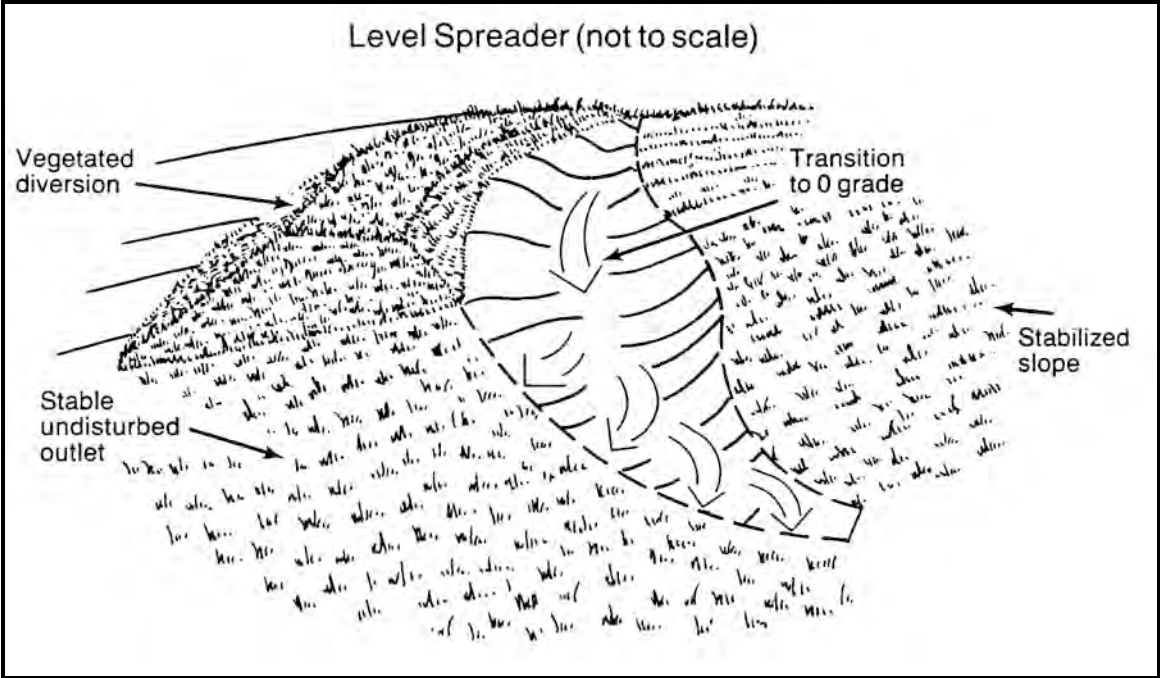 Level Spreader (not to scale)
Vegetated
diversion
Transition
to 0 grade
Stabilized
slope
Stable
undisturbed
outlet